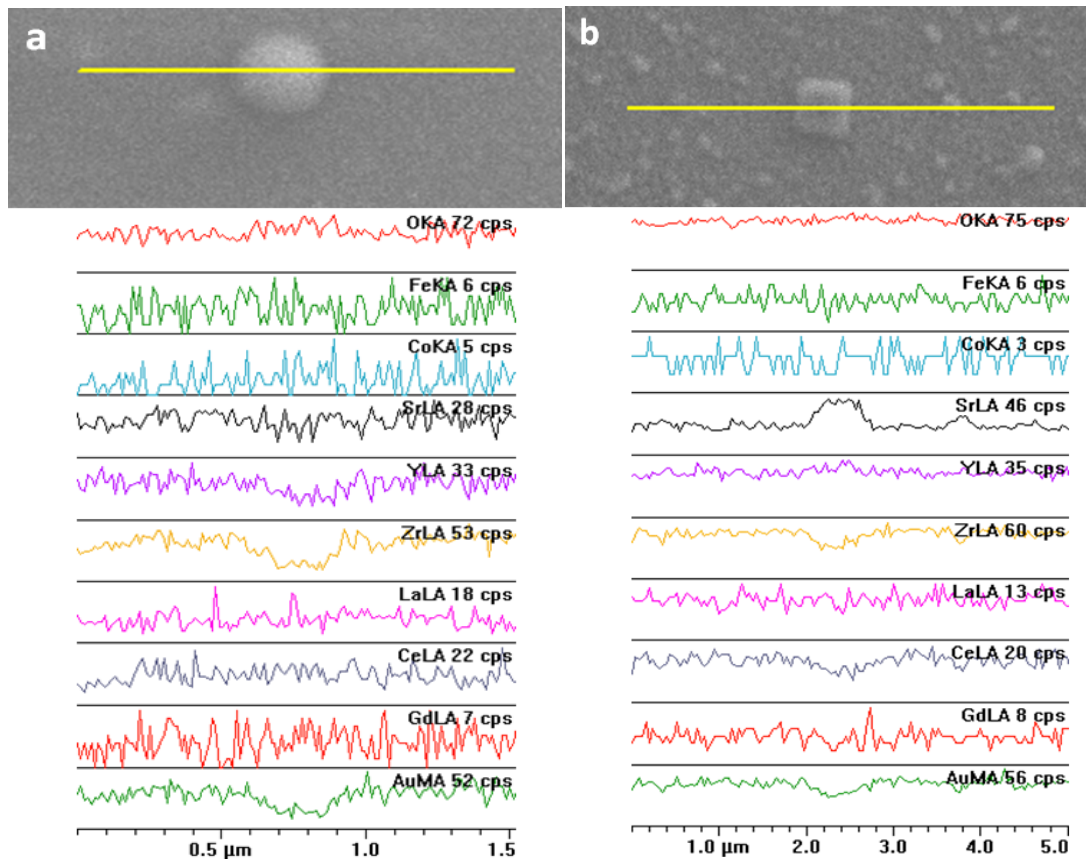 a
OKA 72 cps
FeKA 6 cps
CoKA 5 cps
SrLA 28 cps
YLA 33 cps
ZrLA 53 cps
LaLA 18 cps
CeLA 22 cps
GdLA 7 cps
AuMA 52 cps
0.5 µm 1.0 1.5
b
OKA 75 cps
FeKA 6 cps
CoKA 3 cps
SrLA 46 cps
YLA 35 cps
ZrLA 60 cps
LaLA 13 cps
CeLA 20 cps
GdLA 8 cps
AuMA 56 cps
1.0 µm 2.0 3.0 4.0 5.0